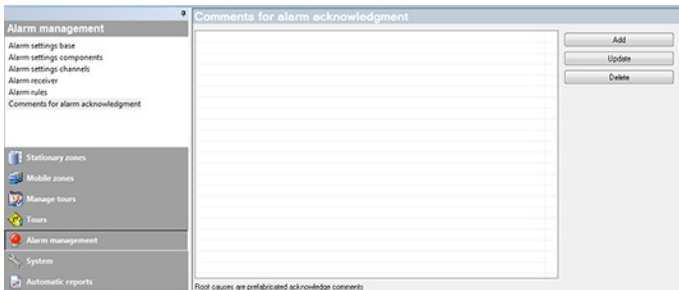 Alarm management
Alarm settings base
Alarm settings components
Alarm settings channels
Alarm receiver
Alarm rules
Comments for alarm acknowledgment
Stationary zones
Mobile zones
Manage tours
Tours
Alarm management
System
Automatic reports
Comments for alarm acknowledgment
Add
Update
Delete
Root causes are prefabricated acknowledge comments